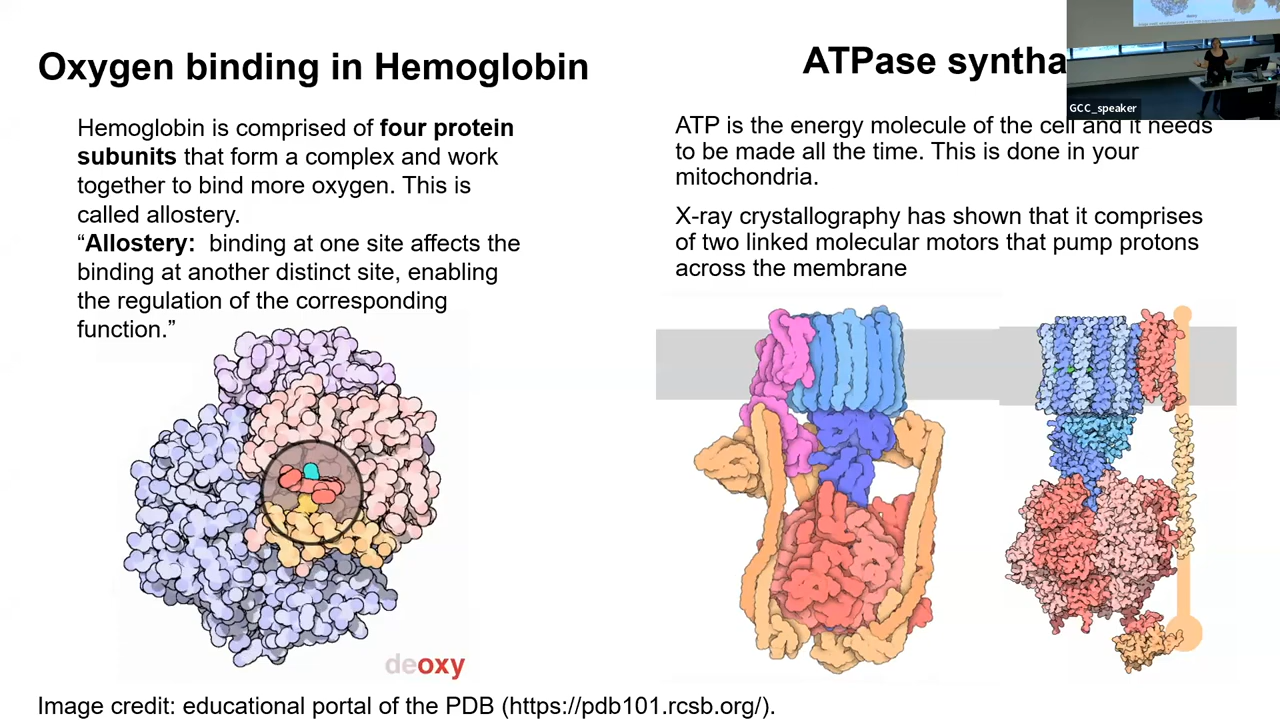 Oxygen binding in Hemoglobin
Hemoglobin is comprised of four protein
subunits that form a complex and work
together to bind more oxygen. This is
called allostery.
“Allostery:  binding at one site affects the
binding at another distinct site, enabling
the regulation of the corresponding
function.”
deoxy
ATPase syntha
GCC_speaker
ATP is the energy molecule of the cell and it needs
to be made all the time. This is done in your
mitochondria.
X-ray crystallography has shown that it comprises
of two linked molecular motors that pump protons
across the membrane
Image credit: educational portal of the PDB (https://pdb101.rcsb.org/).